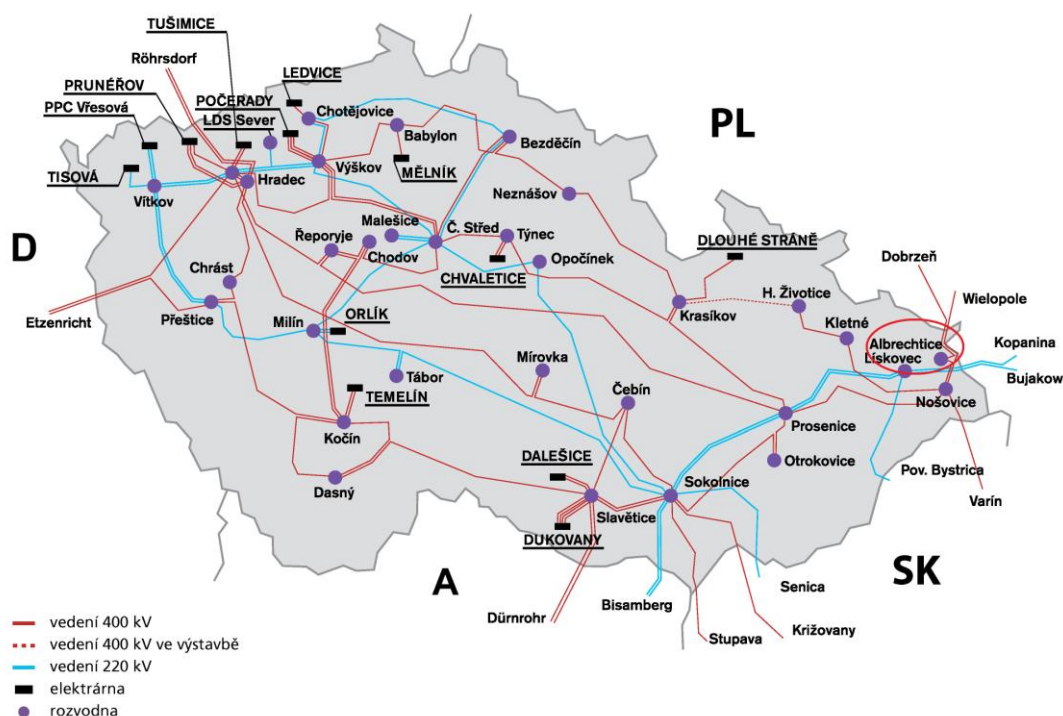 TUŠIMICE
Röhrsdorf
LEDVICE
PRUNÉŘOV
POČERADY
PPC Vřesová
LDS Sever
Chotějovice
Babylon
Bezděčín
PL
TISOVÁ
Hradec
Výškov
MĚLNÍK
Vítkov
Neznášov
Malešice
Č. Střed
Týnec
DLOUHÉ STRÁNĚ
D
Řeporyje
Chodov
Opočínek
Dobrzeń
CHVALETICE
Chrást
H. Životice
Wielopole
Etzenricht
Přeštice
Milín
ORLÍK
Krasíkov
Kletné
Albrechtice
Kopanina
Lískovec
Mírovka
Bujakow
Tábor
Čebín
TEMELÍN
Nošovice
Kočín
Prosenice
DALEŠICE
Otrokovice
Pov. Bystrica
Dasný
Sokolnice
Varín
Slavětice
DUKOVANY
A
SK
Senica
Bisamberg
Dürnrohr
Križovany
Stupava
vedení 400 kV
vedení 400 kV ve výstavbě
vedení 220 kV
elektrárna
rozvodna